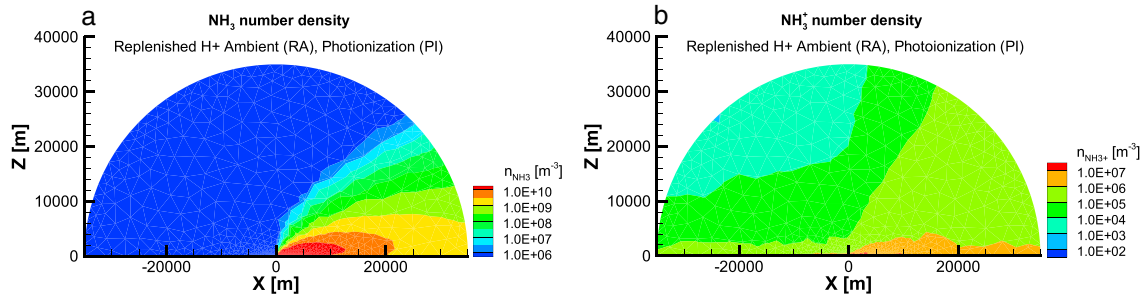 a
NH3 number density
Replenished H+ Ambient (RA), Photionization (PI)
40000
30000
20000
10000
0
Z [m]
-20000
0
20000
X [m]
nNH3 [m-3]
1.0E+10
1.0E+09
1.0E+08
1.0E+07
1.0E+06
b
NH3+ number density
Replenished H+ Ambient (RA), Photoionization (PI)
40000
30000
20000
10000
0
Z [m]
-20000
0
20000
X [m]
nNH3+ [m-3]
1.0E+07
1.0E+06
1.0E+05
1.0E+04
1.0E+03
1.0E+02